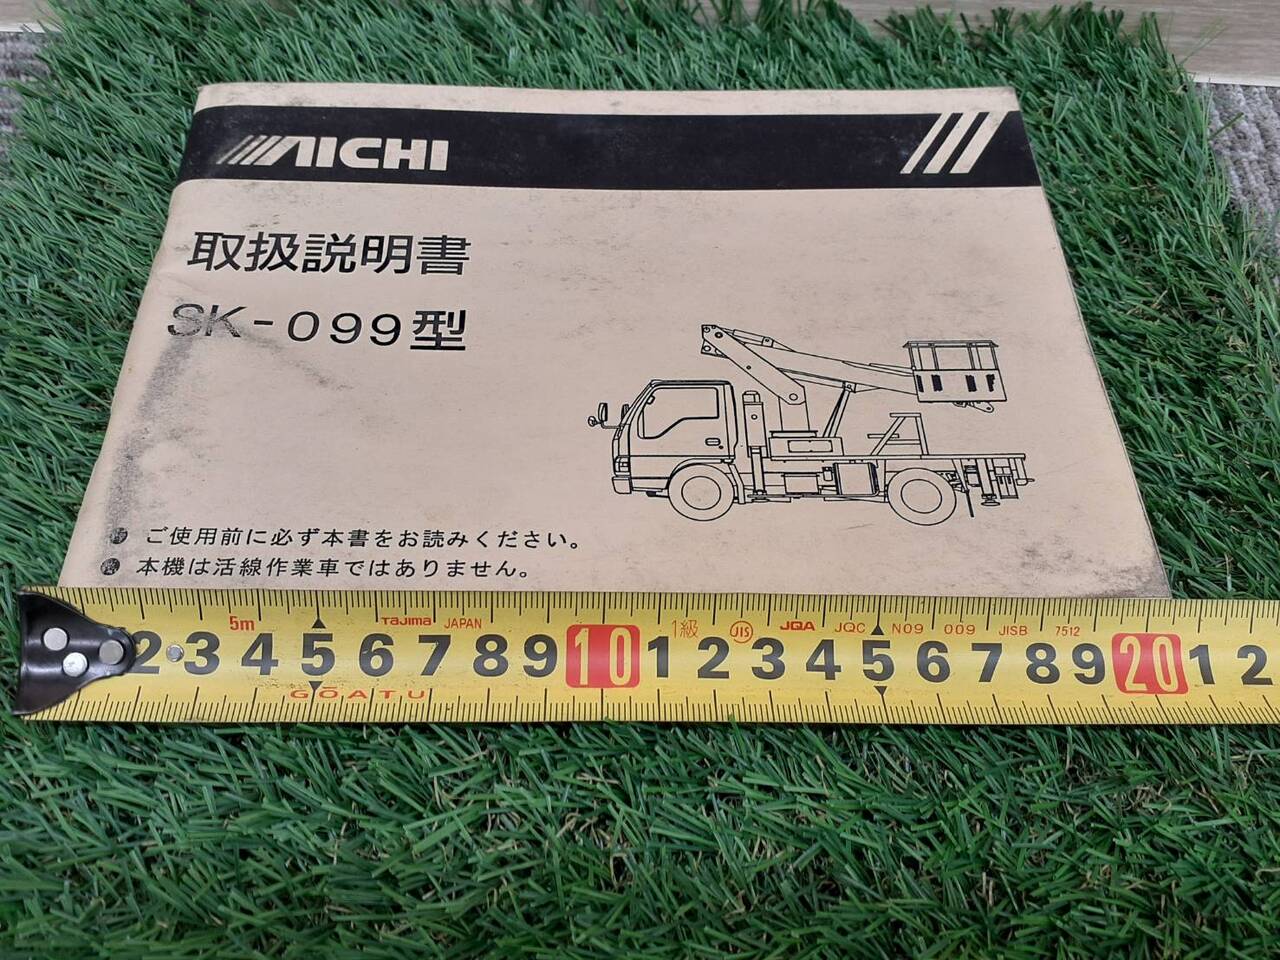 AICHI
取扱説明書
SK-099型
ご使用前に必ず本書をお読みください。
本機は活線作業車ではありません。
5m Tajima JAPAN 1級 JIS JQA JQC N09 009 JISB 7512
2 3 4 5 6 7 8 9 10 1 2 3 4 5 6 7 8 9 20 1 2
GOATU